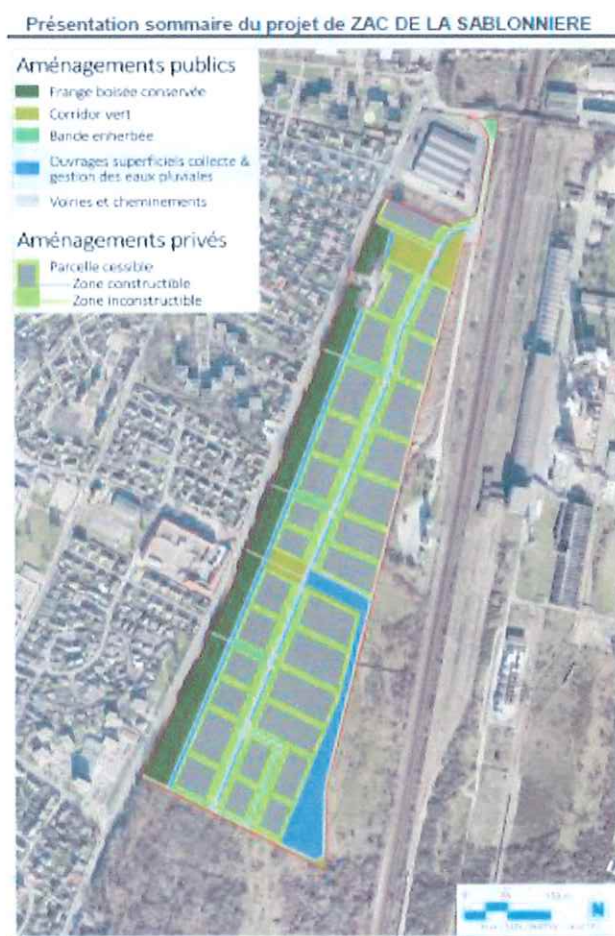 Présentation sommaire du projet de ZAC DE LA SABLONNIERE
Aménagements publics
Frange boisée conservée
Corridor vert
Bande enherbée
Ouvrages superficiels collecte &
gestion des eaux pluviales
Voiries et cheminements
Aménagements privés
Parcelle cessible
Zone constructible
Zone inconstructible
N